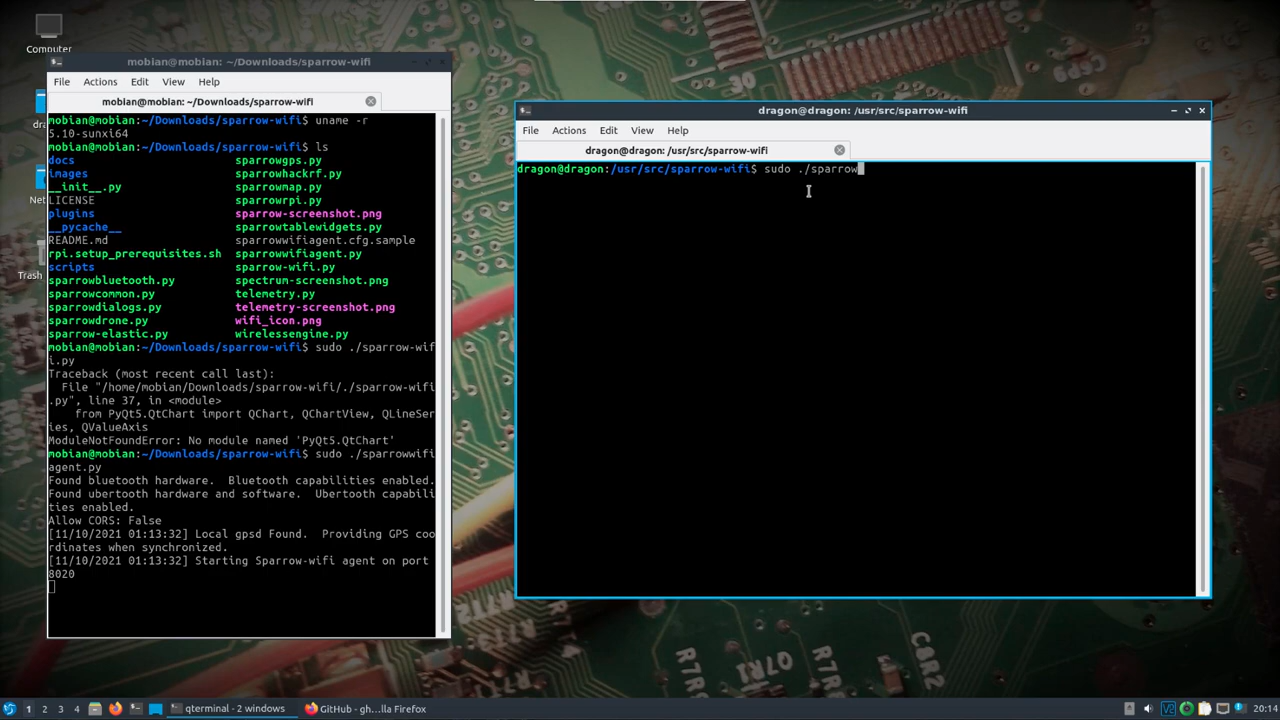 Computer
dra
Net
Trash
mobian@mobian: ~/Downloads/sparrow-wifi
File Actions Edit View Help
mobian@mobian: ~/Downloads/sparrow-wifi
mobian@mobian:~/Downloads/sparrow-wifi$ uname -r
5.10-sunxi64
mobian@mobian:~/Downloads/sparrow-wifi$ ls
docs sparrowgps.py
images sparrowhackrf.py
__init__.py sparrowmap.py
LICENSE sparrowrpi.py
plugins sparrow-screenshot.png
__pycache__ sparrowtablewidgets.py
README.md sparrowwifiagent.cfg.sample
rpi.setup_prerequisites.sh sparrowwifiagent.py
scripts sparrow-wifi.py
sparrowbluetooth.py spectrum-screenshot.png
sparrowcommon.py telemetry.py
sparrowdialogs.py telemetry-screenshot.png
sparrowdrone.py wifi_icon.png
sparrow-elastic.py wirelessengine.py
mobian@mobian:~/Downloads/sparrow-wifi$ sudo ./sparrow-wif
i.py
Traceback (most recent call last):
File "/home/mobian/Downloads/sparrow-wifi/./sparrow-wifi
.py", line 37, in <module>
from PyQt5.QtChart import QChart, QChartView, QLineSer
ies, QValueAxis
ModuleNotFoundError: No module named 'PyQt5.QtChart'
mobian@mobian:~/Downloads/sparrow-wifi$ sudo ./sparrowwifi
agent.py
Found bluetooth hardware.  Bluetooth capabilities enabled.
Found ubertooth hardware and software.  Ubertooth capabili
ties enabled.
Allow CORS: False
[11/10/2021 01:13:32] Local gpsd Found.  Providing GPS coo
rdinates when synchronized.
[11/10/2021 01:13:32] Starting Sparrow-wifi agent on port
8020
dragon@dragon: /usr/src/sparrow-wifi
File Actions Edit View Help
dragon@dragon: /usr/src/sparrow-wifi
dragon@dragon:/usr/src/sparrow-wifi$ sudo ./sparrow
30
R7R
Q7RI
R7R
C8R2
1 2 3 4 qterminal - 2 windows GitHub - gh...lla Firefox 20:14